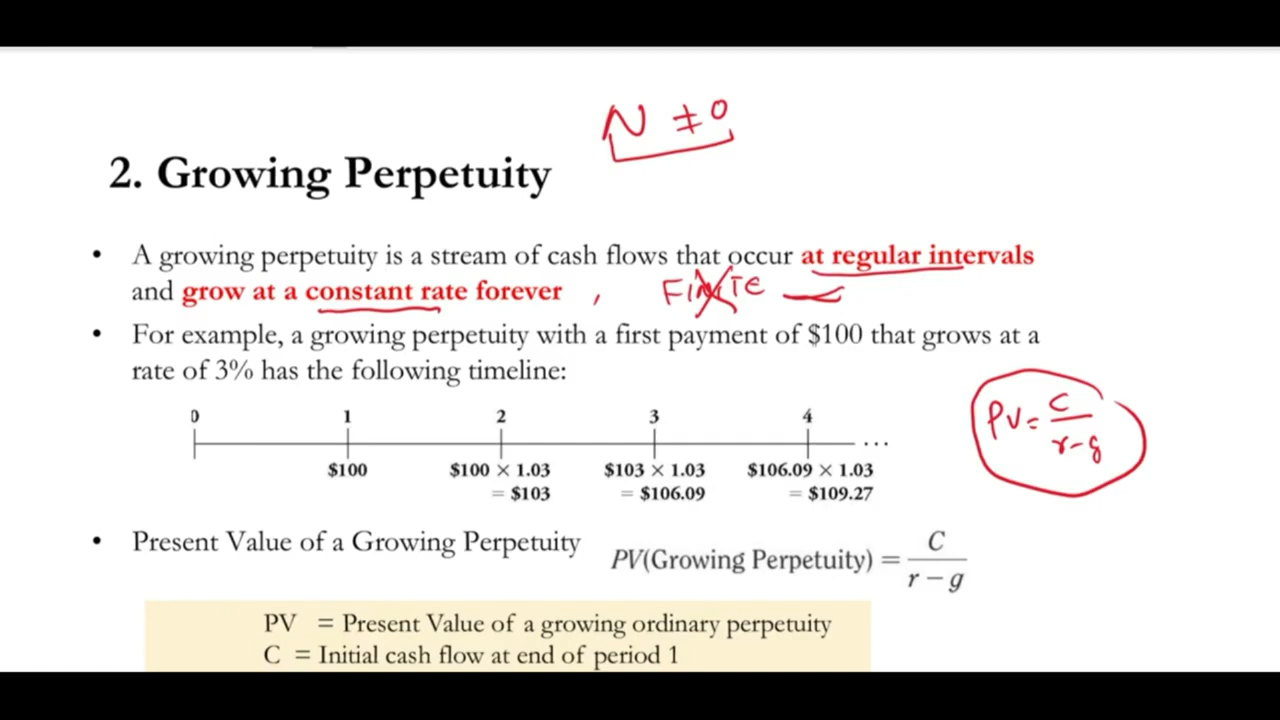 N ≠ 0
2. Growing Perpetuity
• A growing perpetuity is a stream of cash flows that occur at regular intervals
and grow at a constant rate forever , FINITE
• For example, a growing perpetuity with a first payment of $100 that grows at a
rate of 3% has the following timeline:
0 1 2 3 4
$100 $100 × 1.03 $103 × 1.03 $106.09 × 1.03 ...
= $103 = $106.09 = $109.27
PV = C / r-g
• Present Value of a Growing Perpetuity PV(Growing Perpetuity) = C / r − g
PV = Present Value of a growing ordinary perpetuity
C = Initial cash flow at end of period 1